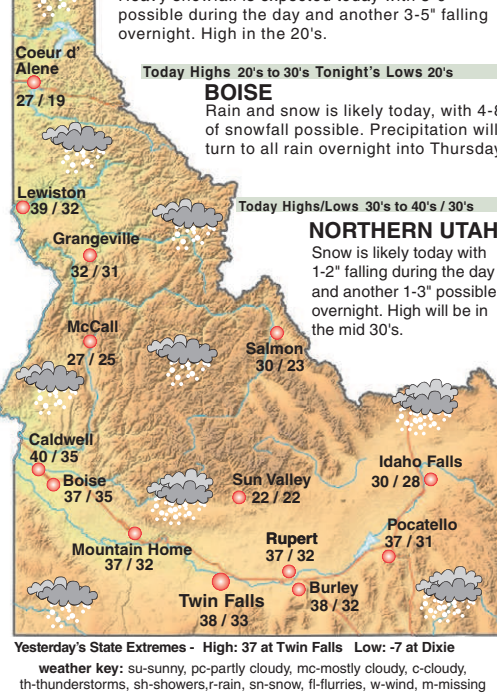 possible during the day and another 3-5" falling
overnight. High in the 20's.
Today Highs 20's to 30's Tonight's Lows 20's
BOISE
Rain and snow is likely today, with 4-8
of snowfall possible. Precipitation will
turn to all rain overnight into Thursday
Today Highs/Lows 30's to 40's / 30's
NORTHERN UTAH
Snow is likely today with
1-2" falling during the day
and another 1-3" possible
overnight. High will be in
the mid 30's.
Coeur d'
Alene
27 / 19
Lewiston
39 / 32
Grangeville
32 / 31
McCall
27 / 25
Salmon
30 / 23
Caldwell
40 / 35
Boise
37 / 35
Sun Valley
22 / 22
Idaho Falls
30 / 28
Mountain Home
37 / 32
Rupert
37 / 32
Pocatello
37 / 31
Twin Falls
38 / 33
Burley
38 / 32
Yesterday's State Extremes - High: 37 at Twin Falls Low: -7 at Dixie
weather key: su-sunny, pc-partly cloudy, mc-mostly cloudy, c-cloudy,
th-thunderstorms, sh-showers,r-rain, sn-snow, fl-flurries, w-wind, m-missing